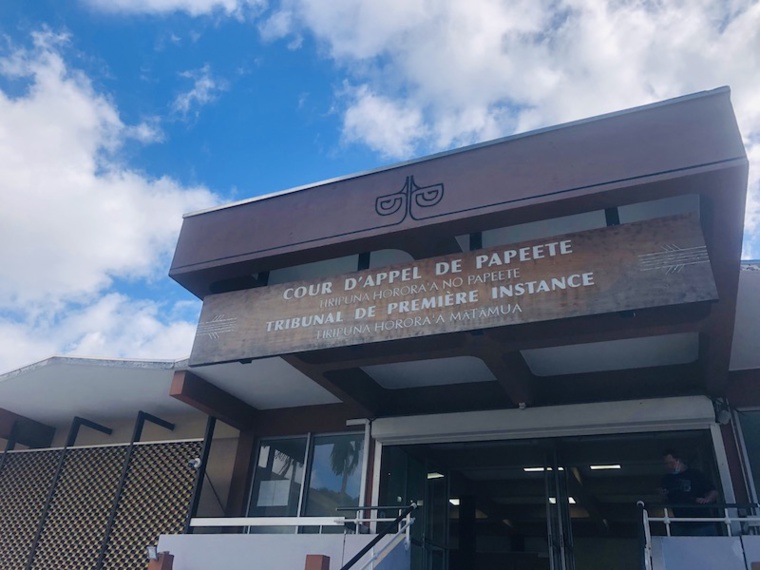 COUR D'APPEL DE PAPEETE
TIRIPUNA HORORA'A NO PAPEETE
TRIBUNAL DE PREMIÈRE INSTANCE
TIRIPUNA HORORA'A MATAMUA